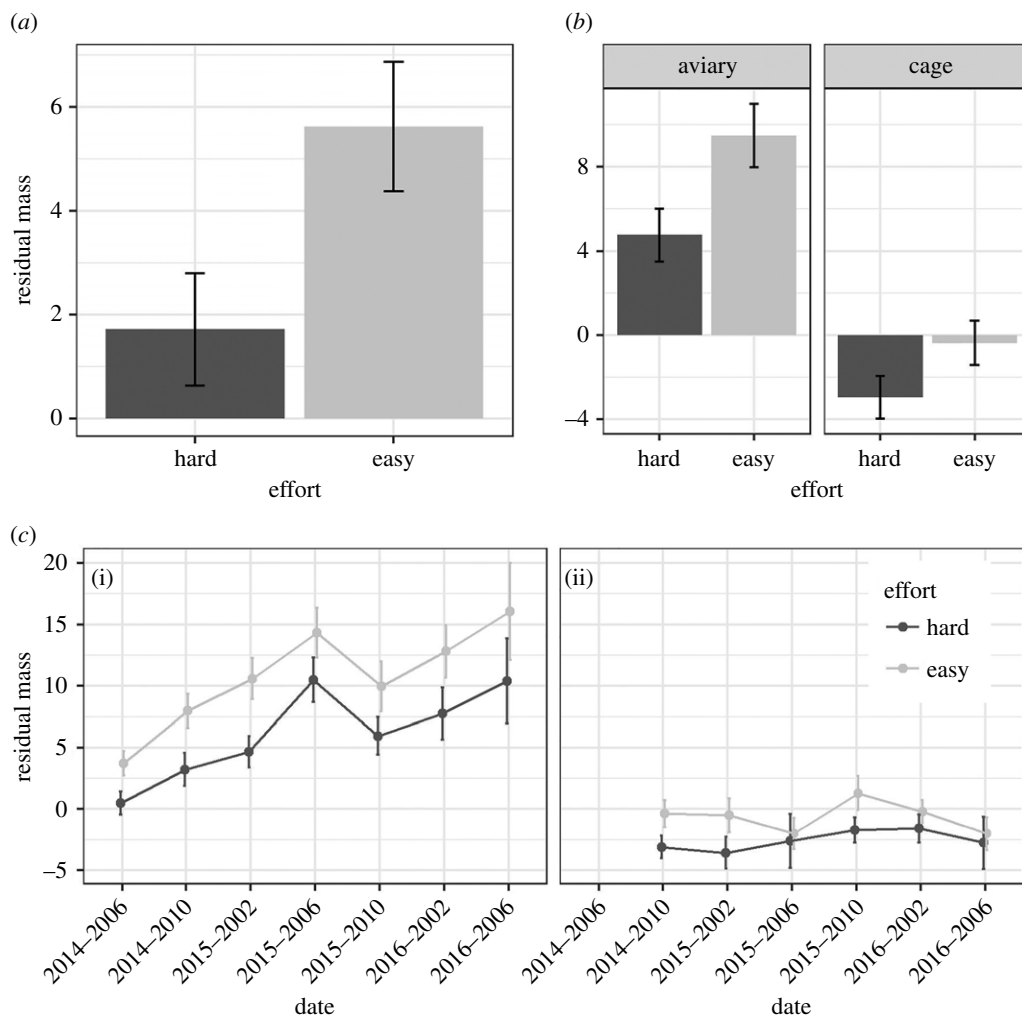 (a)
6
4
2
0
residual mass
hard easy
effort
(b)
aviary cage
8
4
0
–4
hard easy hard easy
effort
(c)
20
15
10
5
0
–5
residual mass
(i)
2014–2006 2014–2010 2015–2002 2015–2006 2015–2010 2016–2002 2016–2006
date
(ii)
effort
hard
easy
2014–2006 2014–2010 2015–2002 2015–2006 2015–2010 2016–2002 2016–2006
date